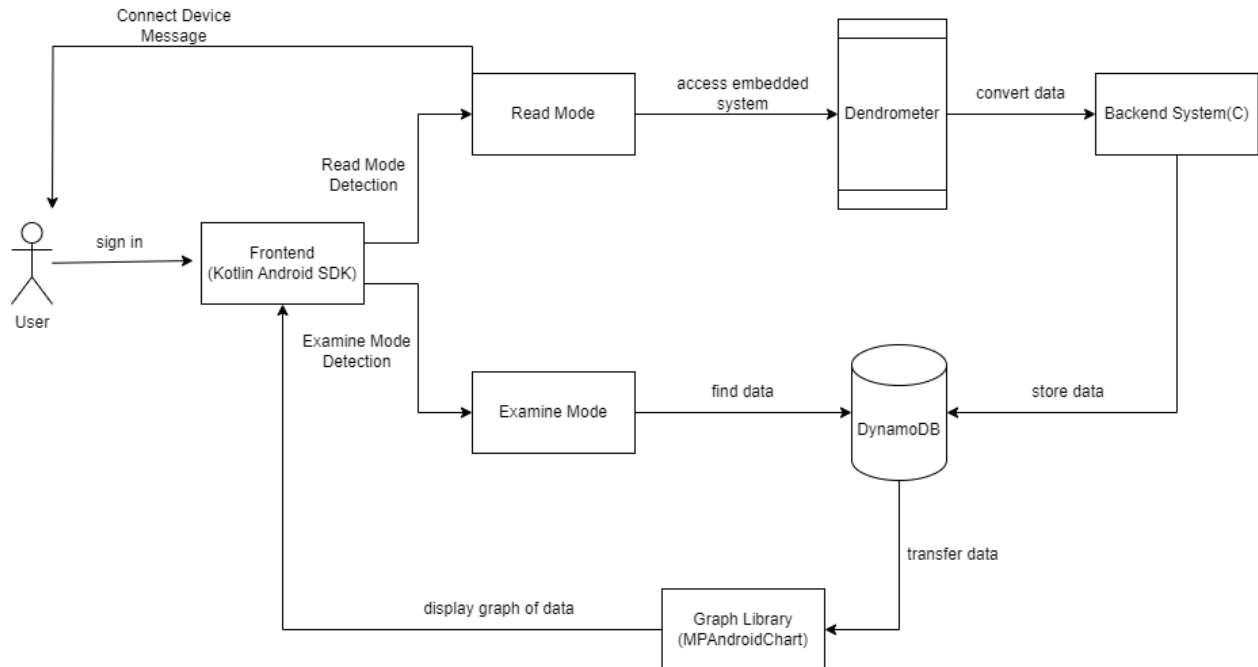 Connect Device
Message
access embedded
system
convert data
Read Mode
Dendrometer
Backend System(C)
Read Mode
Detection
sign in
Frontend
(Kotlin Android SDK)
User
Examine Mode
Detection
Examine Mode
find data
DynamoDB
store data
transfer data
display graph of data
Graph Library
(MPAndroidChart)